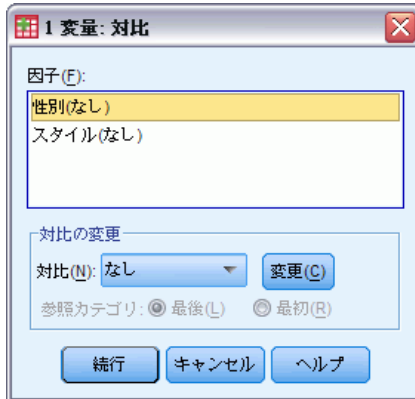 1 変量: 対比
因子(F):
性別(なし)
スタイル(なし)
対比の変更
対比(N): なし 変更(C)
参照カテゴリ: 最後(L) 最初(R)
続行 キャンセル ヘルプ